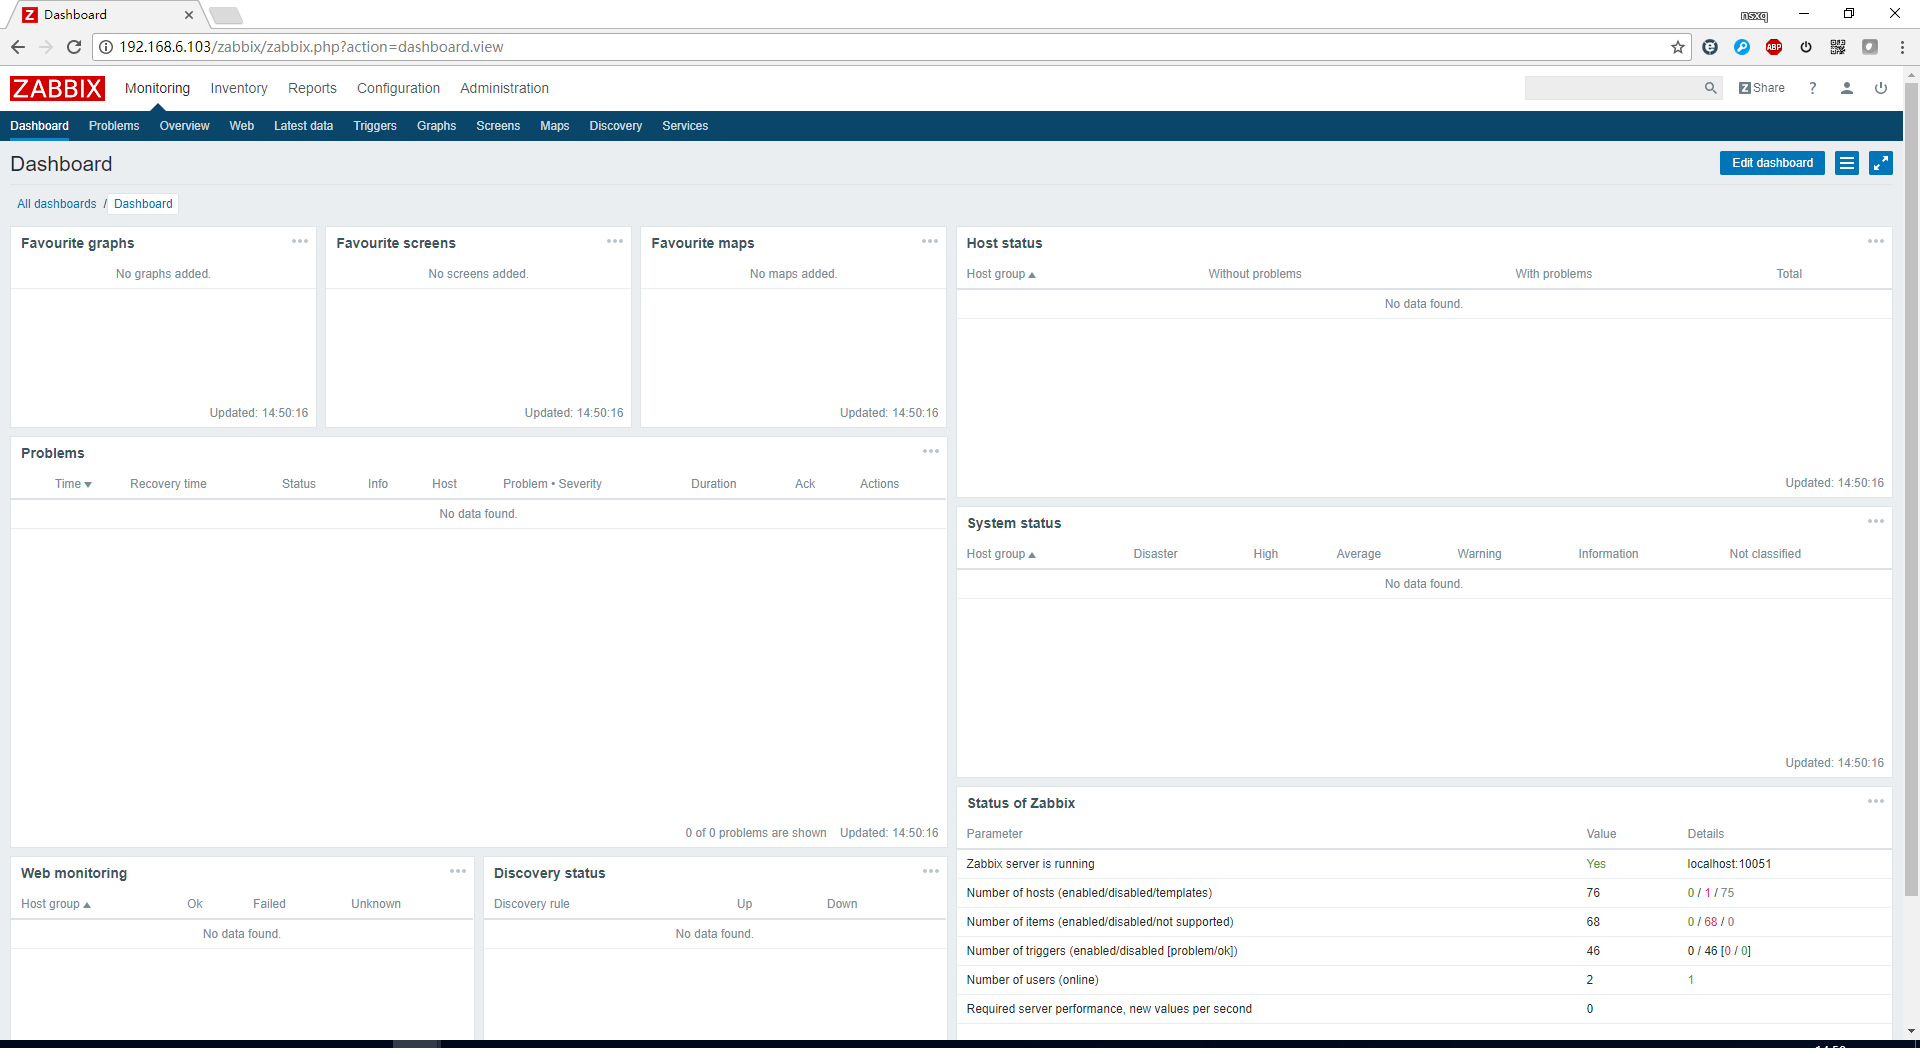 Dashboard
nsxq
192.168.6.103/zabbix/zabbix.php?action=dashboard.view
ABP
ZABBIX Monitoring Inventory Reports Configuration Administration Z Share ?
Dashboard Problems Overview Web Latest data Triggers Graphs Screens Maps Discovery Services
Dashboard
Edit dashboard
All dashboards / Dashboard
Favourite graphs
No graphs added.
Updated: 14:50:16
Favourite screens
No screens added.
Updated: 14:50:16
Favourite maps
No maps added.
Updated: 14:50:16
Host status
Host group Without problems With problems Total
No data found.
Updated: 14:50:16
Problems
Time Recovery time Status Info Host Problem • Severity Duration Ack Actions
No data found.
0 of 0 problems are shown Updated: 14:50:16
System status
Host group Disaster High Average Warning Information Not classified
No data found.
Updated: 14:50:16
Web monitoring
Host group Ok Failed Unknown
No data found.
Discovery status
Discovery rule Up Down
No data found.
Status of Zabbix
Parameter Value Details
Zabbix server is running Yes localhost:10051
Number of hosts (enabled/disabled/templates) 76 0 / 1 / 75
Number of items (enabled/disabled/not supported) 68 0 / 68 / 0
Number of triggers (enabled/disabled [problem/ok]) 46 0 / 46 [0 / 0]
Number of users (online) 2 1
Required server performance, new values per second 0